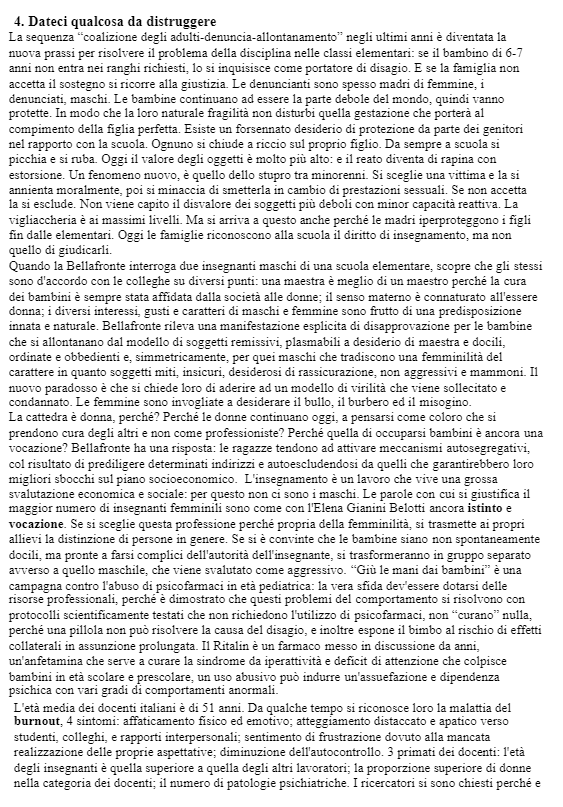 4. Dateci qualcosa da distruggere
La sequenza “coalizione degli adulti-denuncia-allontanamento” negli ultimi anni è diventata la
nuova prassi per risolvere il problema della disciplina nelle classi elementari: se il bambino di 6-7
anni non entra nei ranghi richiesti, lo si inquisisce come portatore di disagio. E se la famiglia non
accetta il sostegno si ricorre alla giustizia. Le denuncianti sono spesso madri di femmine, i
denunciati, maschi. Le bambine continuano ad essere la parte debole del mondo, quindi vanno
protette. In modo che la loro naturale fragilità non disturbi quella gestazione che porterà al
compimento della figlia perfetta. Esiste un forsennato desiderio di protezione da parte dei genitori
nel rapporto con la scuola. Ognuno si chiude a riccio sul proprio figlio. Da sempre a scuola si
picchia e si ruba. Oggi il valore degli oggetti è molto più alto: e il reato diventa di rapina con
estorsione. Un fenomeno nuovo, è quello dello stupro tra minorenni. Si sceglie una vittima e la si
annienta moralmente, poi si minaccia di smetterla in cambio di prestazioni sessuali. Se non accetta
la si esclude. Non viene capito il disvalore dei soggetti più deboli con minor capacità reattiva. La
vigliaccheria è ai massimi livelli. Ma si arriva a questo anche perché le madri iperproteggono i figli
fin dalle elementari. Oggi le famiglie riconoscono alla scuola il diritto di insegnamento, ma non
quello di giudicarli.
Quando la Bellafronte interroga due insegnanti maschi di una scuola elementare, scopre che gli stessi
sono d'accordo con le colleghe su diversi punti: una maestra è meglio di un maestro perché la cura
dei bambini è sempre stata affidata dalla società alle donne; il senso materno è connaturato all'essere
donna; i diversi interessi, gusti e caratteri di maschi e femmine sono frutto di una predisposizione
innata e naturale. Bellafronte rileva una manifestazione esplicita di disapprovazione per le bambine
che si allontanano dal modello di soggetti remissivi, plasmabili a desiderio di maestra e docili,
ordinate e obbedienti e, simmetricamente, per quei maschi che tradiscono una femminilità del
carattere in quanto soggetti miti, insicuri, desiderosi di rassicurazione, non aggressivi e mammoni. Il
nuovo paradosso è che si chiede loro di aderire ad un modello di virilità che viene sollecitato e
condannato. Le femmine sono invogliate a desiderare il bullo, il burbero ed il misogino.
La cattedra è donna, perché? Perché le donne continuano oggi, a pensarsi come coloro che si
prendono cura degli altri e non come professioniste? Perché quella di occuparsi bambini è ancora una
vocazione? Bellafronte ha una risposta: le ragazze tendono ad attivare meccanismi autosegregativi,
col risultato di prediligere determinati indirizzi e autoescludendosi da quelli che garantirebbero loro
migliori sbocchi sul piano socioeconomico.  L'insegnamento è un lavoro che vive una grossa
svalutazione economica e sociale: per questo non ci sono i maschi. Le parole con cui si giustifica il
maggior numero di insegnanti femminili sono come con l'Elena Gianini Belotti ancora istinto e
vocazione. Se si sceglie questa professione perché propria della femminilità, si trasmette ai propri
allievi la distinzione di persone in genere. Se si è convinte che le bambine siano non spontaneamente
docili, ma pronte a farsi complici dell'autorità dell'insegnante, si trasformeranno in gruppo separato
avverso a quello maschile, che viene svalutato come aggressivo. “Giù le mani dai bambini” è una
campagna contro l'abuso di psicofarmaci in età pediatrica: la vera sfida dev'essere dotarsi delle
risorse professionali, perché è dimostrato che questi problemi del comportamento si risolvono con
protocolli scientificamente testati che non richiedono l'utilizzo di psicofarmaci, non “curano” nulla,
perché una pillola non può risolvere la causa del disagio, e inoltre espone il bimbo al rischio di effetti
collaterali in assunzione prolungata. Il Ritalin è un farmaco messo in discussione da anni,
un'anfetamina che serve a curare la sindrome da iperattività e deficit di attenzione che colpisce
bambini in età scolare e prescolare, un uso abusivo può indurre un'assuefazione e dipendenza
psichica con vari gradi di comportamenti anormali.
L'età media dei docenti italiani è di 51 anni. Da qualche tempo si riconosce loro la malattia del
burnout, 4 sintomi: affaticamento fisico ed emotivo; atteggiamento distaccato e apatico verso
studenti, colleghi, e rapporti interpersonali; sentimento di frustrazione dovuto alla mancata
realizzazione delle proprie aspettative; diminuzione dell'autocontrollo. 3 primati dei docenti: l'età
degli insegnanti è quella superiore a quella degli altri lavoratori; la proporzione superiore di donne
nella categoria dei docenti; il numero di patologie psichiatriche. I ricercatori si sono chiesti perché e